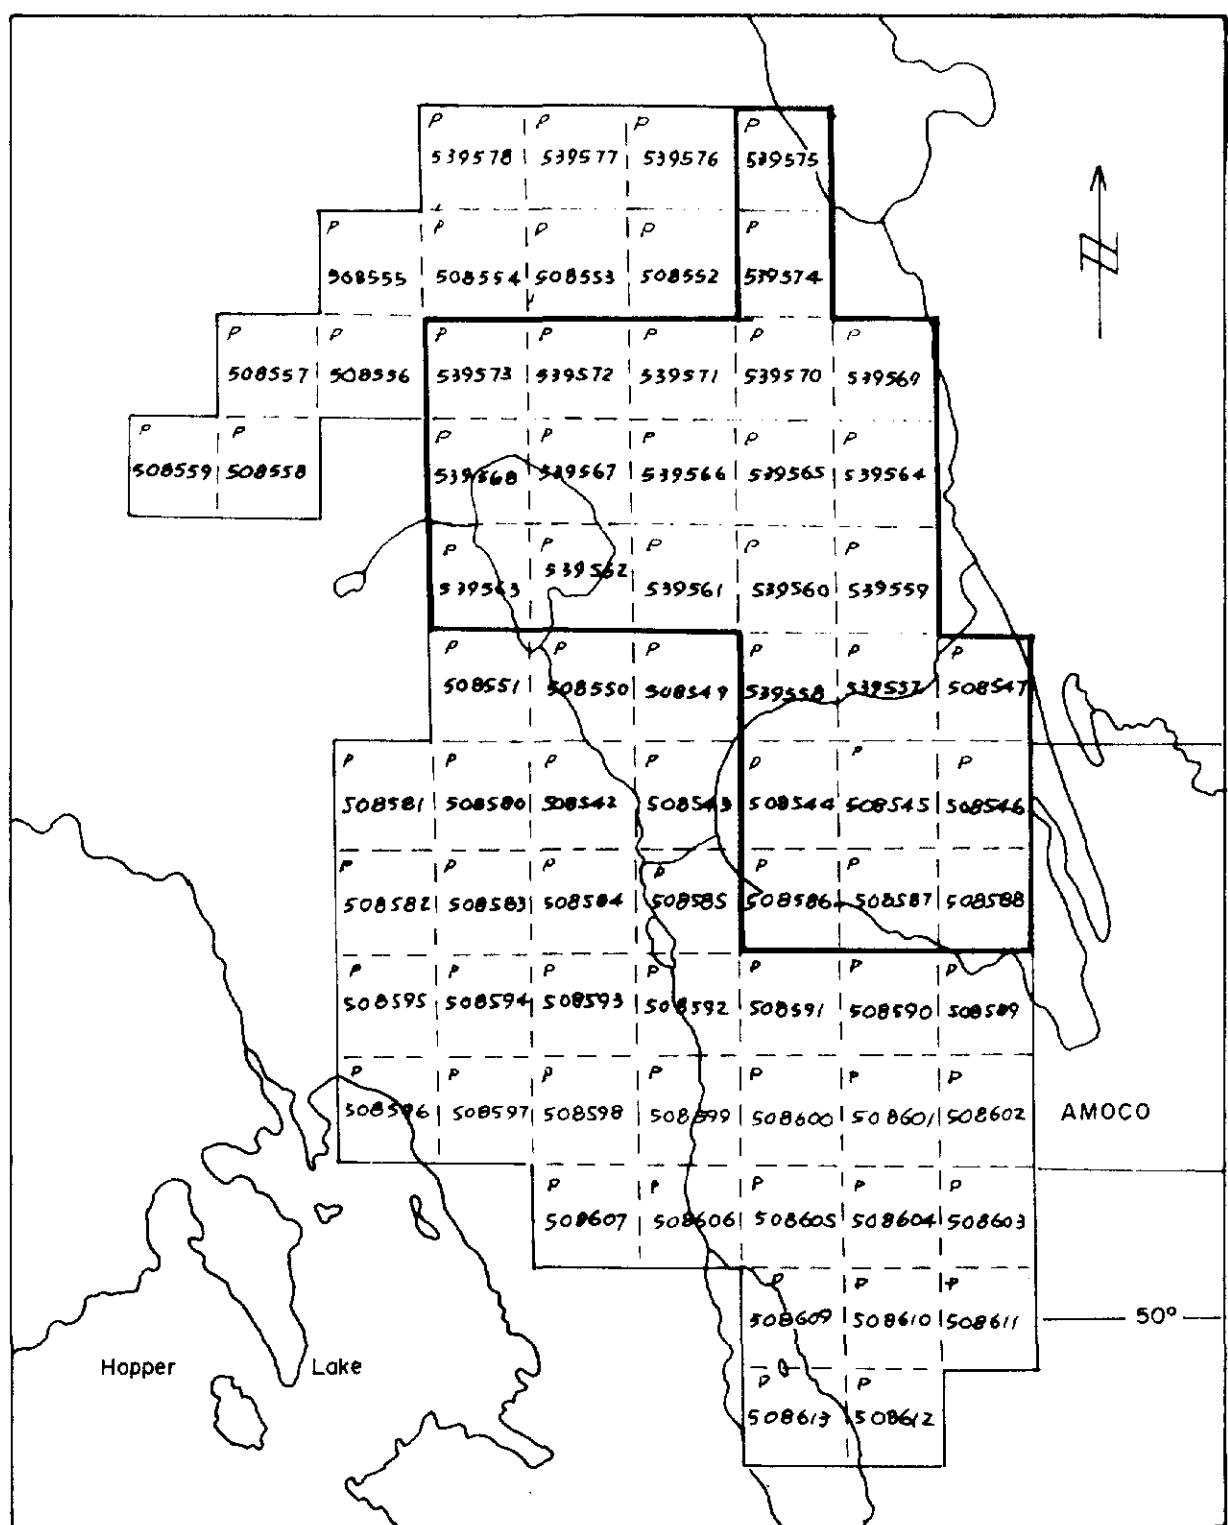 P P P P
539578 539577 539576 539575
P P P P P
508555 508554 508553 508552 539574
P P P P P P P
508557 508556 539573 539572 539571 539570 539569
P P P P P P P
508559 508558 539568 539567 539566 539565 539564
P P P P P
539563 539562 539561 539560 539559
P P P P P P
508551 508550 508549 539558 539557 508547
P P P P P P P
508581 508580 508542 508543 508544 508545 508546
P P P P P P P
508582 508583 508584 508585 508586 508587 508588
P P P P P P P
508595 508594 508593 508592 508591 508590 508589
P P P P P P P
508596 508597 508598 508599 508600 508601 508602 AMOCO
P P P P P
508607 508606 508605 508604 508603
P P P
508609 508610 508611 50°
Hopper Lake
P P
508613 508612